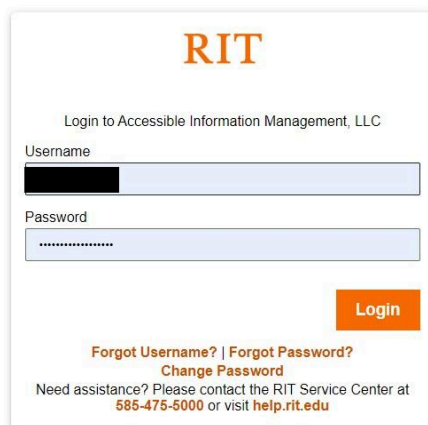 RIT
Login to Accessible Information Management, LLC
Username
Password
••••••••••••••••••
Login
Forgot Username? | Forgot Password?
Change Password
Need assistance? Please contact the RIT Service Center at
585-475-5000 or visit help.rit.edu